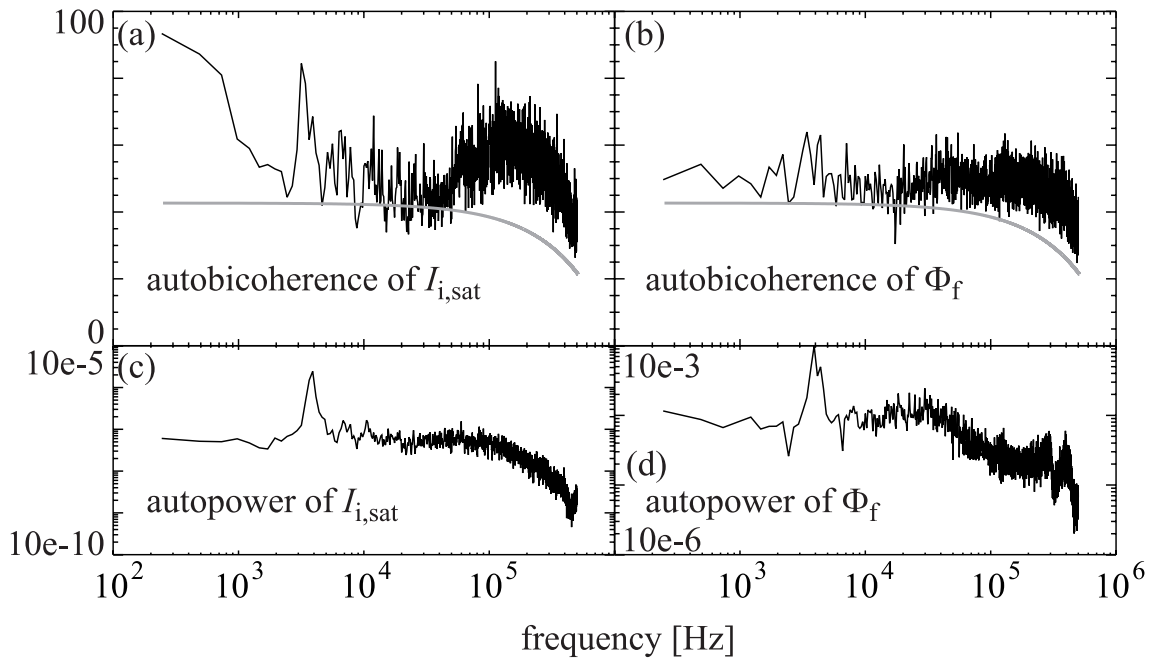 100
(a)
(b)
autobicoherence of I_i,sat
autobicoherence of Φ_f
0
10e-5
(c)
10e-3
(d)
autopower of I_i,sat
autopower of Φ_f
10e-10
10e-6
10^2
10^3
10^4
10^5
10^3
10^4
10^5
10^6
frequency [Hz]